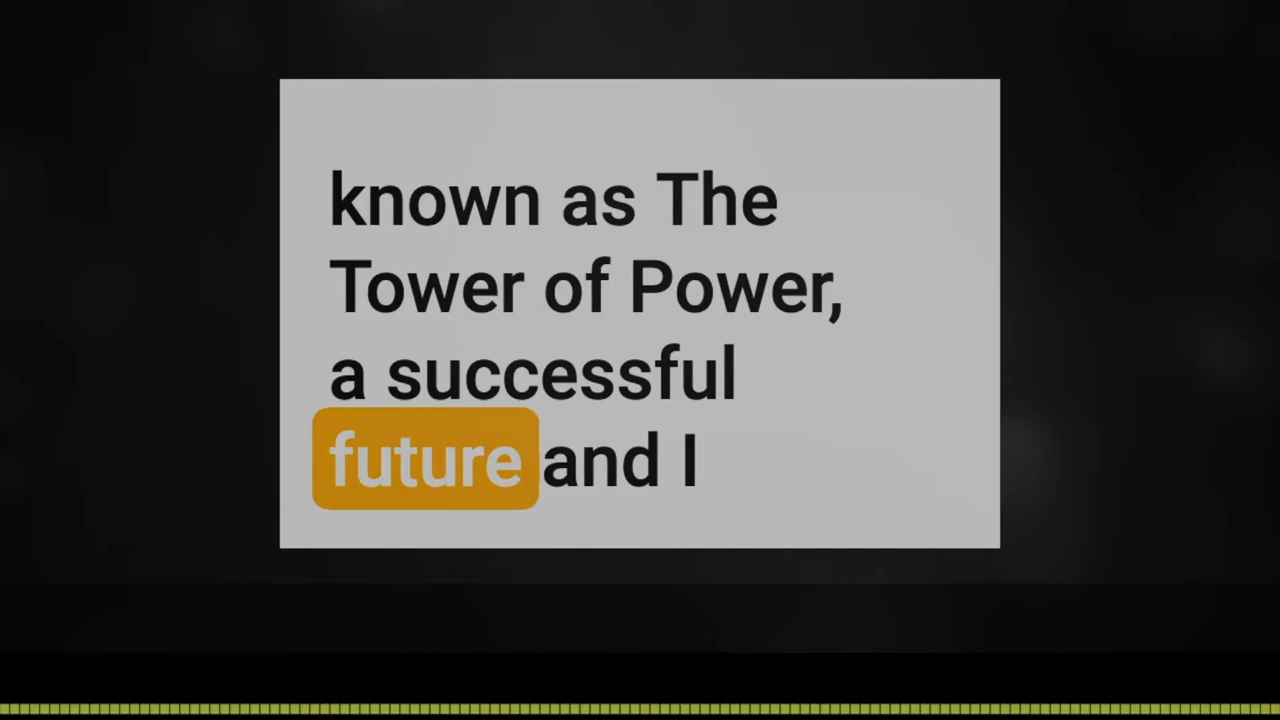 known as The
Tower of Power,
a successful
future and I